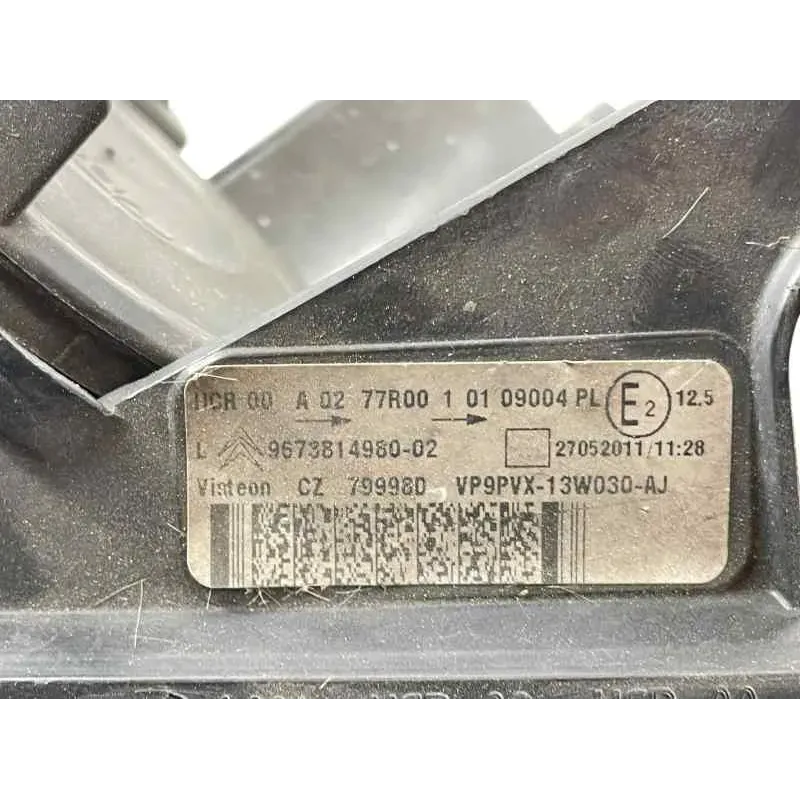 HCR 00 A 02 77R00 1 01 09004 PL E2 12.5
L 9673814980-02 27052011/11:28
Visteon CZ 799980 VP9PVX-13W030-AJ